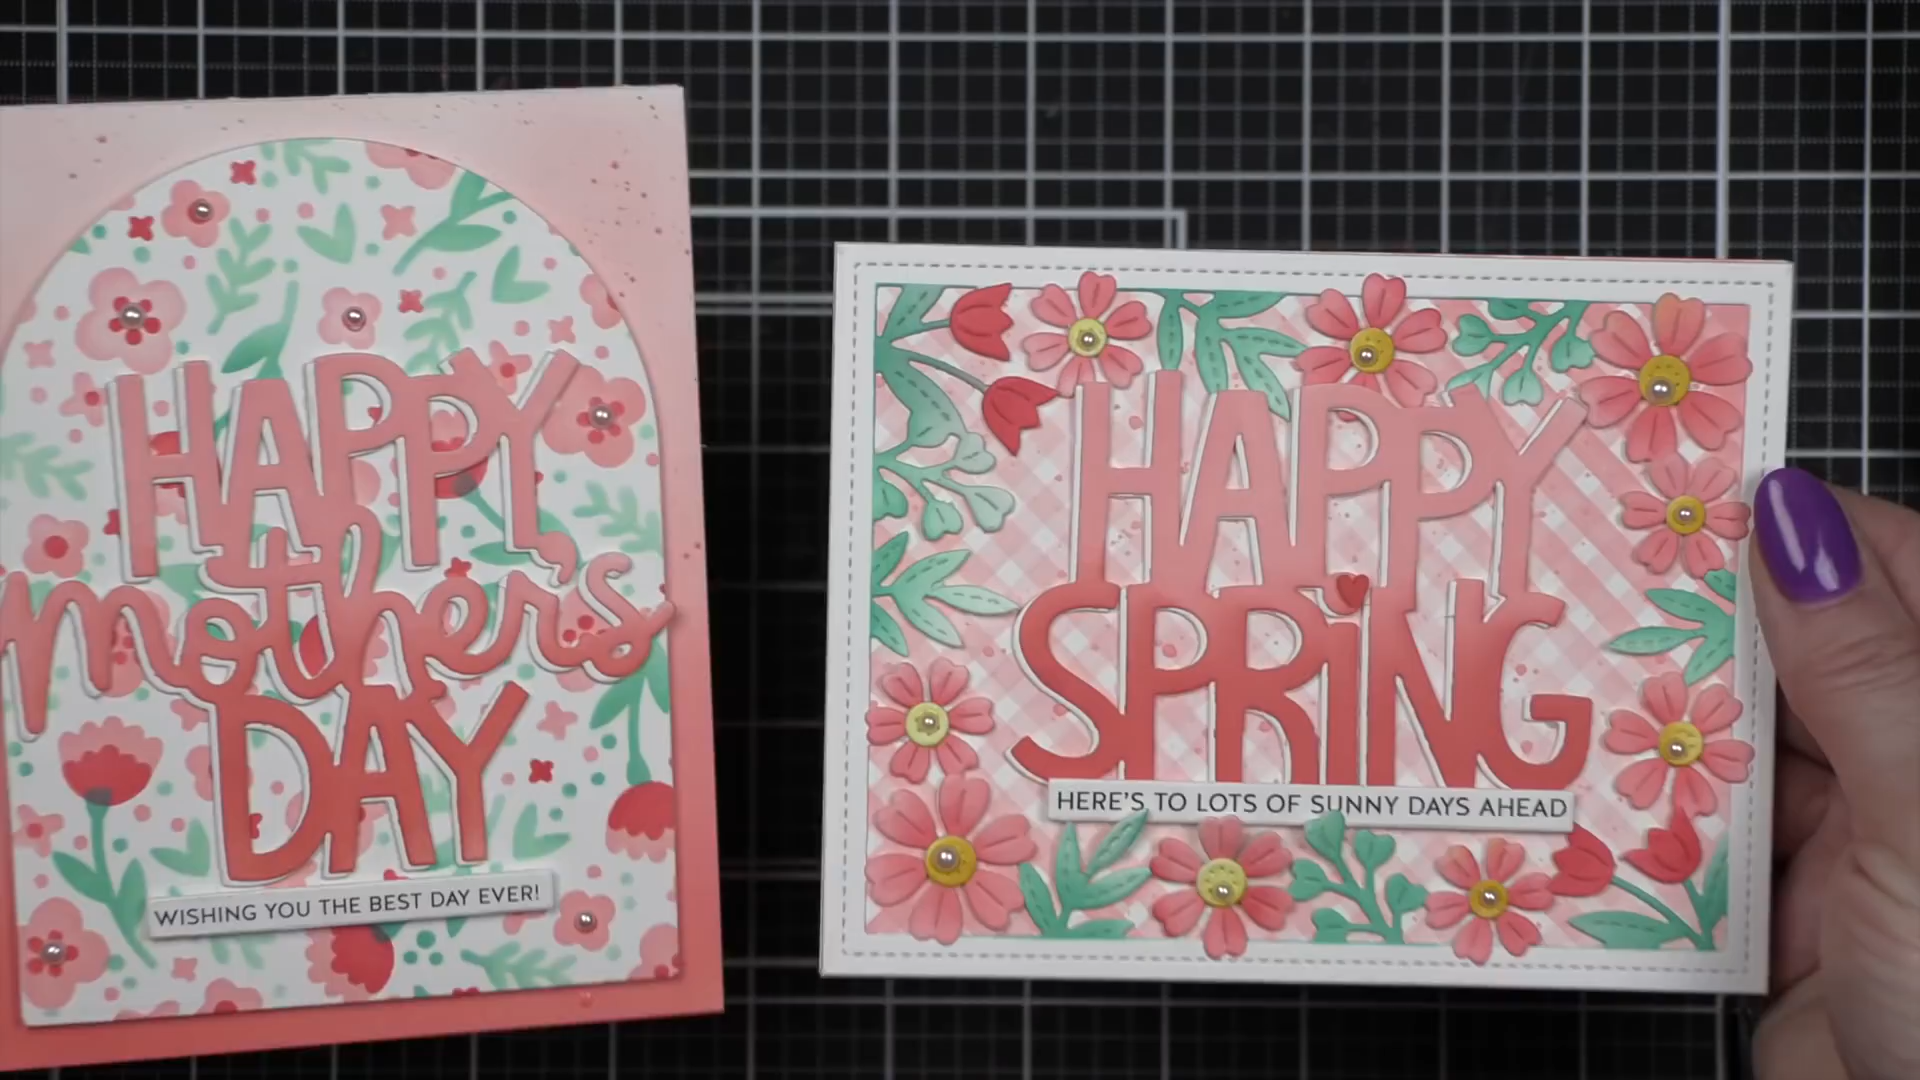 HAPPY
mother's
DAY
WISHING YOU THE BEST DAY EVER!
HAPPY
SPRiNG
HERE'S TO LOTS OF SUNNY DAYS AHEAD